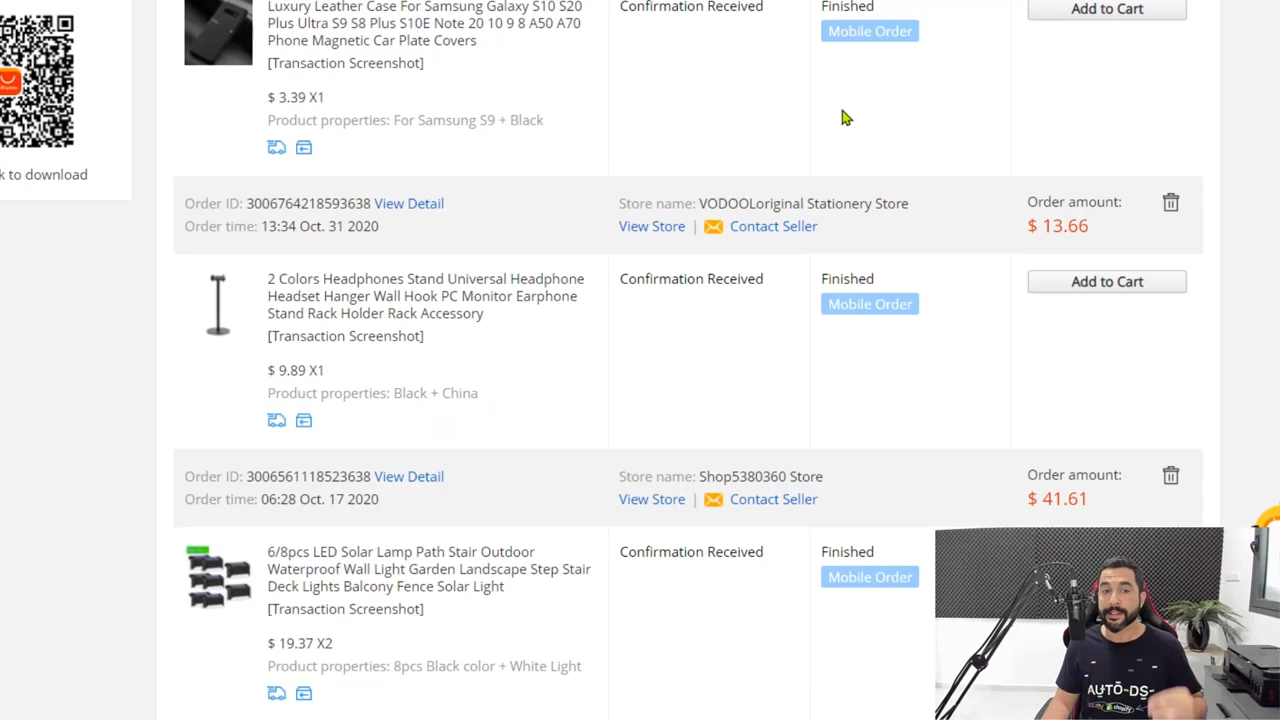 Luxury Leather Case For Samsung Galaxy S10 S20
Plus Ultra S9 S8 Plus S10E Note 20 10 9 8 A50 A70
Phone Magnetic Car Plate Covers
[Transaction Screenshot]
$ 3.39 X1
Product properties: For Samsung S9 + Black
Confirmation Received
Finished
Mobile Order
Add to Cart
k to download
Order ID: 3006764218593638 View Detail
Order time: 13:34 Oct. 31 2020
Store name: VODOOLoriginal Stationery Store
View Store | Contact Seller
Order amount:
$ 13.66
2 Colors Headphones Stand Universal Headphone
Headset Hanger Wall Hook PC Monitor Earphone
Stand Rack Holder Rack Accessory
[Transaction Screenshot]
$ 9.89 X1
Product properties: Black + China
Confirmation Received
Finished
Mobile Order
Add to Cart
Order ID: 3006561118523638 View Detail
Order time: 06:28 Oct. 17 2020
Store name: Shop5380360 Store
View Store | Contact Seller
Order amount:
$ 41.61
6/8pcs LED Solar Lamp Path Stair Outdoor
Waterproof Wall Light Garden Landscape Step Stair
Deck Lights Balcony Fence Solar Light
[Transaction Screenshot]
$ 19.37 X2
Product properties: 8pcs Black color + White Light
Confirmation Received
Finished
Mobile Order
AUTO-DS-
shopify